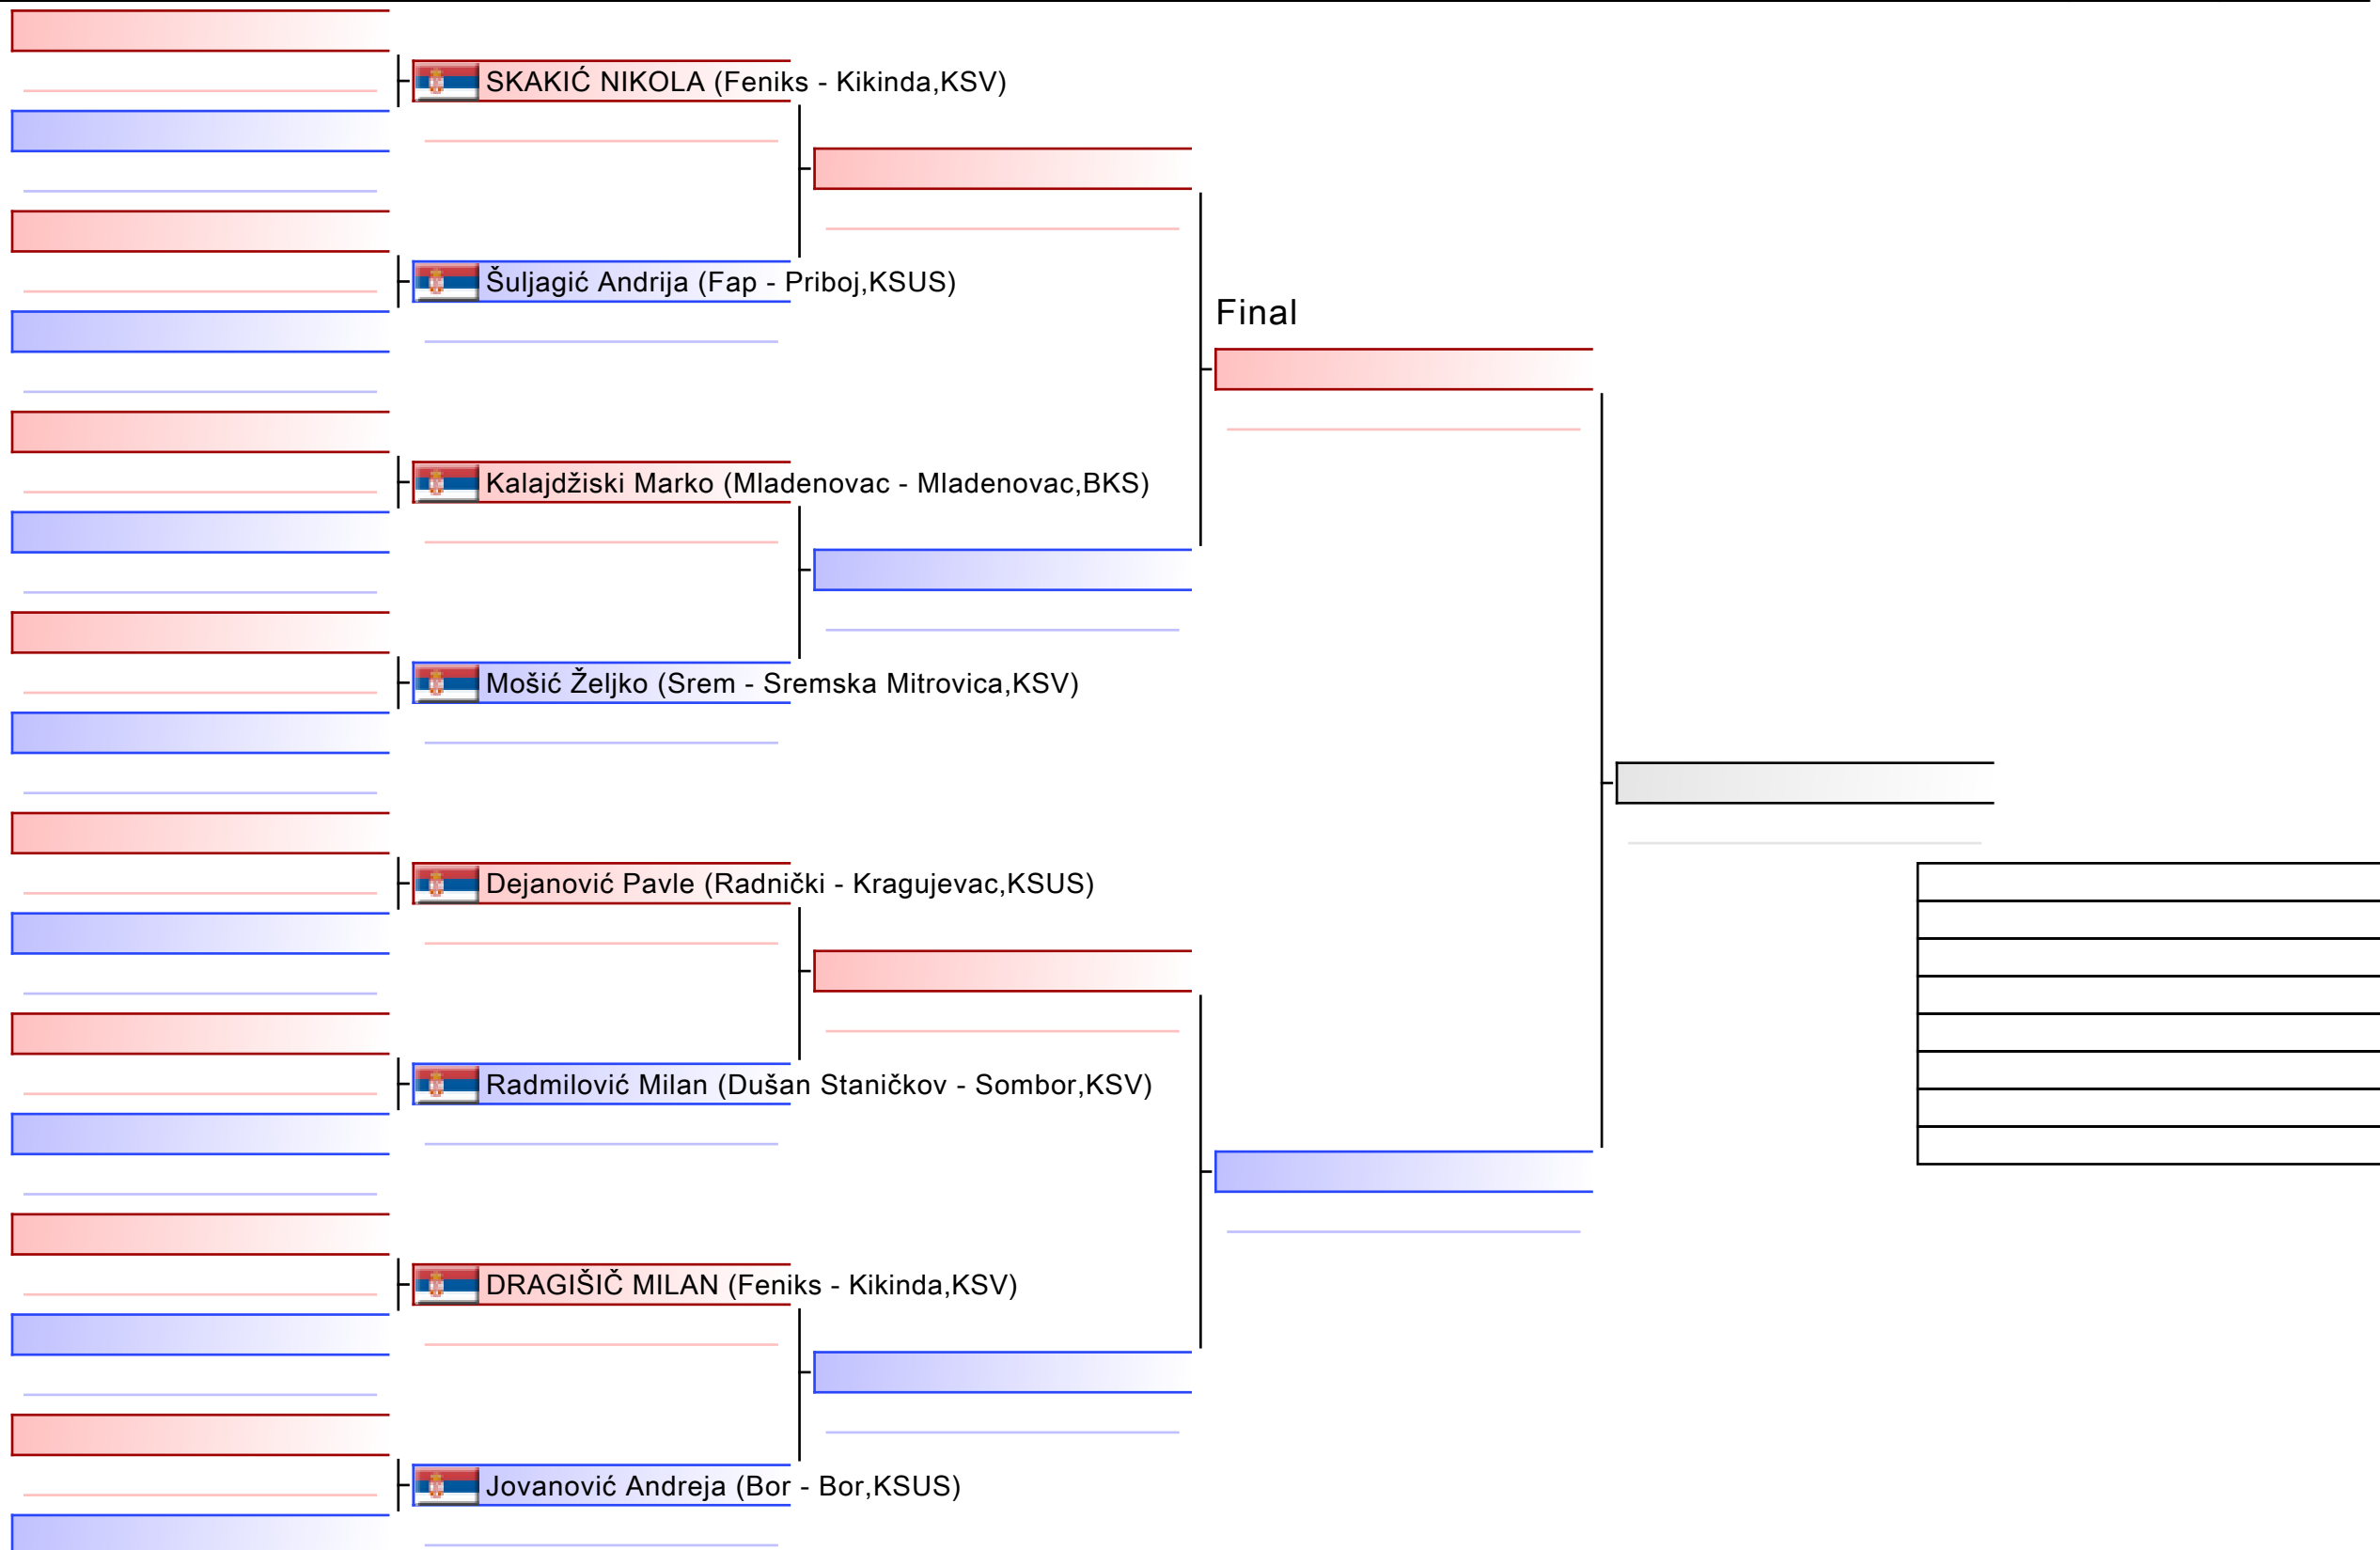 SKAKIĆ NIKOLA (Feniks - Kikinda,KSV)
Šuljagić Andrija (Fap - Priboj,KSUS)
Final
Kalajdžiski Marko (Mladenovac - Mladenovac,BKS)
Mošić Željko (Srem - Sremska Mitrovica,KSV)
Dejanović Pavle (Radnički - Kragujevac,KSUS)
Radmilović Milan (Dušan Staničkov - Sombor,KSV)
DRAGIŠIČ MILAN (Feniks - Kikinda,KSV)
Jovanović Andreja (Bor - Bor,KSUS)